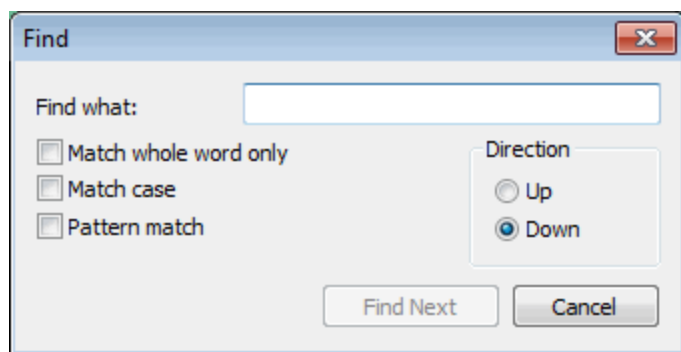 Find
Find what:
Match whole word only
Match case
Pattern match
Direction
Up
Down
Find Next
Cancel